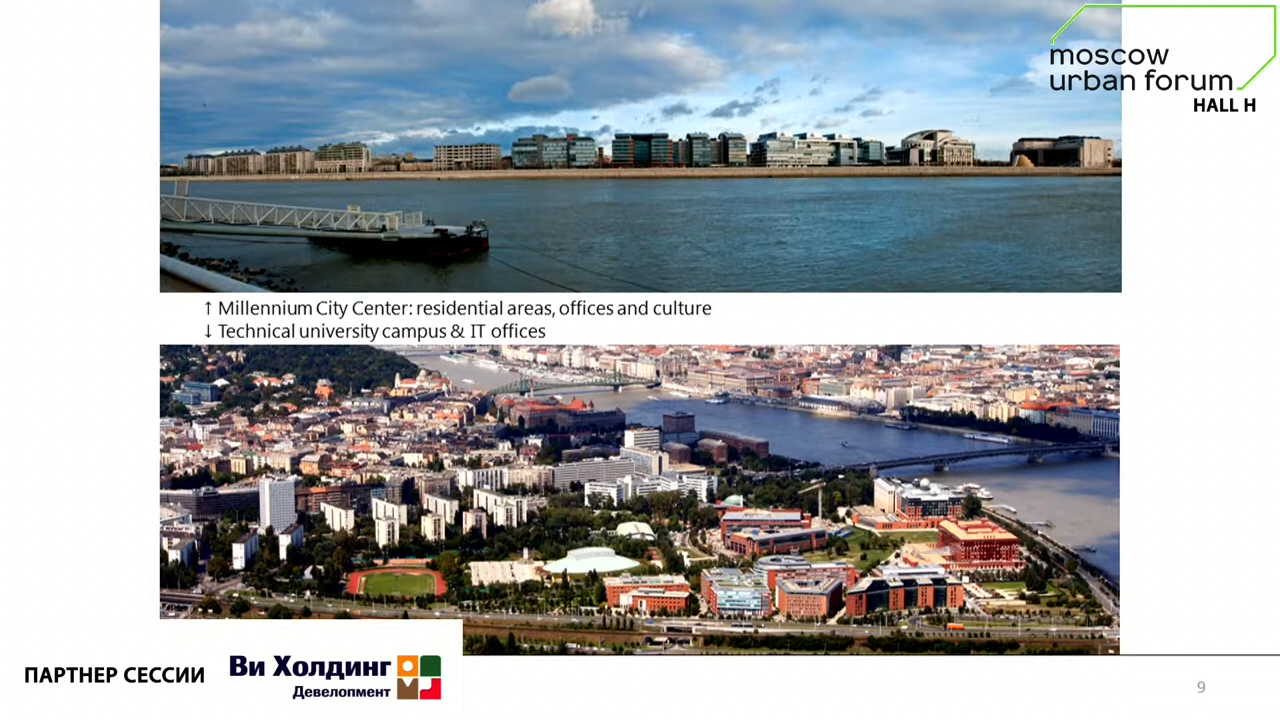 moscow
urban forum
HALL H
↑ Millennium City Center: residential areas, offices and culture
↓ Technical university campus & IT offices
ПАРТНЕР СЕССИИ
Ви Холдинг
Девелопмент
9